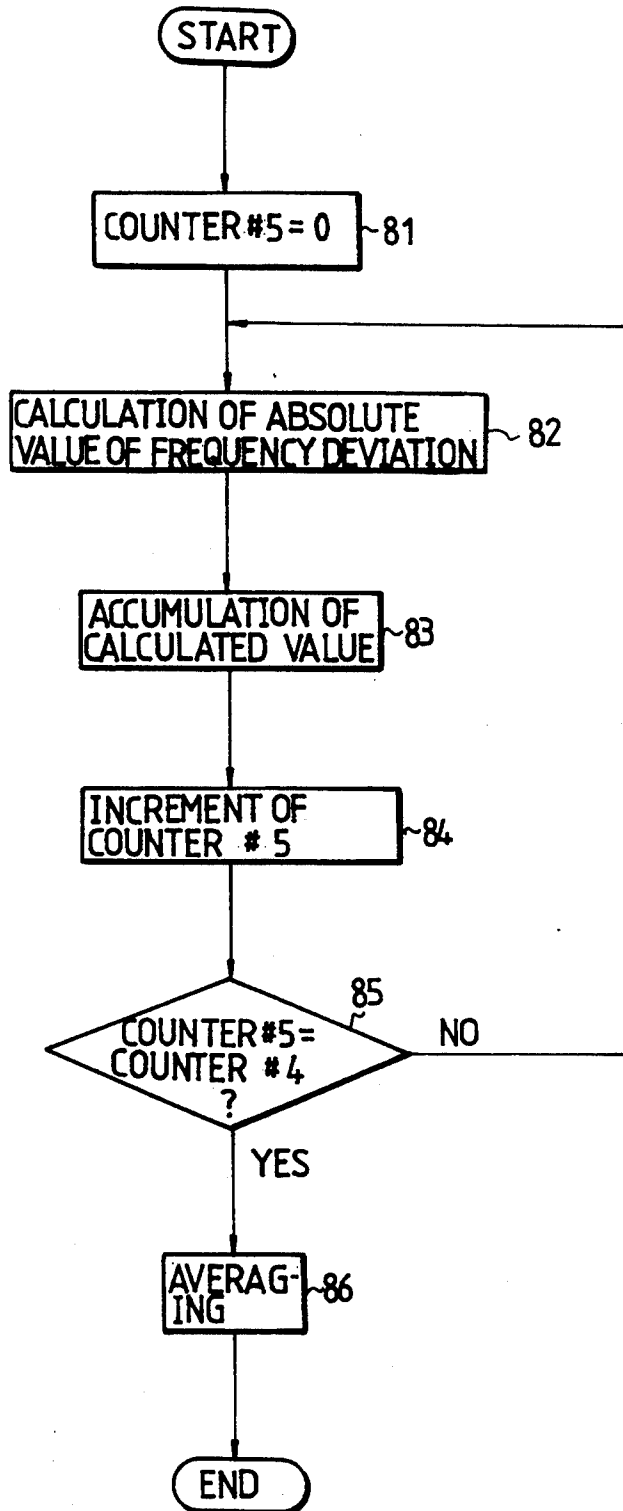 START
COUNTER #5 = 0
81
CALCULATION OF ABSOLUTE
VALUE OF FREQUENCY DEVIATION
82
ACCUMULATION OF
CALCULATED VALUE
83
INCREMENT OF
COUNTER # 5
84
85
COUNTER #5 =
COUNTER #4
?
NO
YES
AVERAG-
ING
86
END